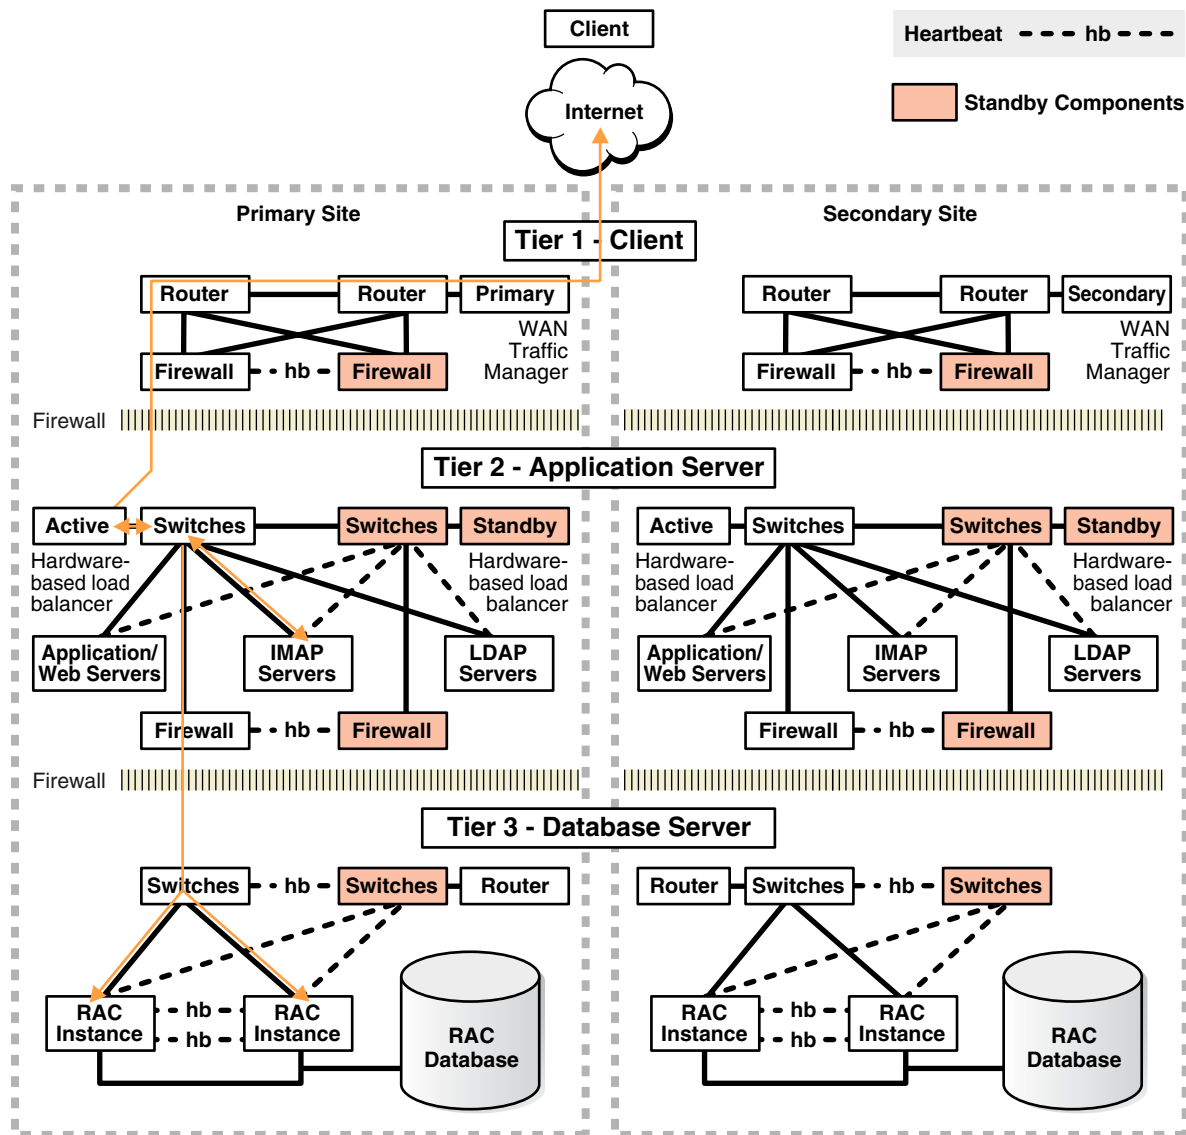 Client
Heartbeat hb
Internet
Standby Components
Primary Site
Secondary Site
Tier 1 - Client
Router
Router
Primary
Router
Router
Secondary
WAN
Traffic
Manager
WAN
Traffic
Manager
Firewall
hb
Firewall
Firewall
hb
Firewall
Firewall
Tier 2 - Application Server
Active
Switches
Switches
Standby
Active
Switches
Switches
Standby
Hardware-
based load
balancer
Hardware-
based load
balancer
Hardware-
based load
balancer
Hardware-
based load
balancer
Application/
Web Servers
IMAP
Servers
LDAP
Servers
Application/
Web Servers
IMAP
Servers
LDAP
Servers
Firewall
hb
Firewall
Firewall
hb
Firewall
Firewall
Tier 3 - Database Server
Switches
hb
Switches
Router
Router
Switches
hb
Switches
RAC
Instance
hb
hb
RAC
Instance
RAC
Database
RAC
Instance
hb
hb
RAC
Instance
RAC
Database